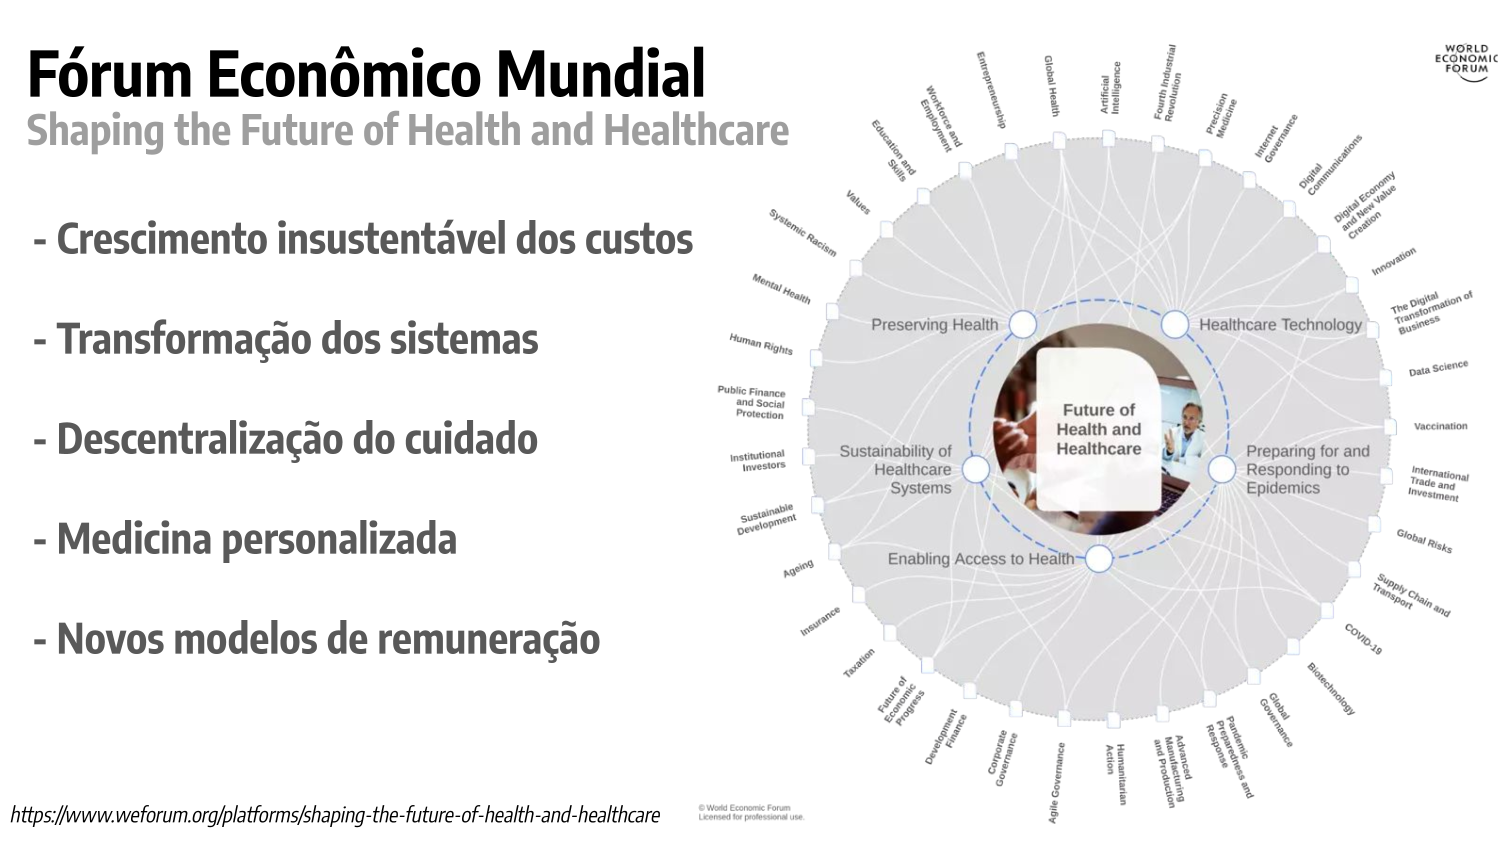 Fórum Econômico Mundial
Shaping the Future of Health and Healthcare
- Crescimento insustentável dos custos
- Transformação dos sistemas
- Descentralização do cuidado
- Medicina personalizada
- Novos modelos de remuneração
https://www.weforum.org/platforms/shaping-the-future-of-health-and-healthcare
WORLD
ECONOMIC
FORUM
Future of
Health and
Healthcare
Preserving Health
Healthcare Technology
Preparing for and
Responding to
Epidemics
Enabling Access to Health
Sustainability of
Healthcare
Systems
Global Health
Artificial
Intelligence
Fourth Industrial
Revolution
Precision
Medicine
Internet
Governance
Digital
Communications
Digital Economy
and New Value
Creation
Innovation
The Digital
Transformation of
Business
Data Science
Vaccination
International
Trade and
Investment
Global Risks
Supply Chain and
Transport
COVID-19
Biotechnology
Global
Governance
Pandemic
Preparedness and
Response
Advanced
Manufacturing
and Production
Humanitarian
Action
Agile Governance
Corporate
Governance
Development
Finance
Future of
Economic
Progress
Taxation
Insurance
Ageing
Sustainable
Development
Institutional
Investors
Public Finance
and Social
Protection
Human Rights
Mental Health
Systemic Racism
Values
Education and
Skills
Workforce and
Employment
Entrepreneurship
© World Economic Forum
Licensed for professional use.